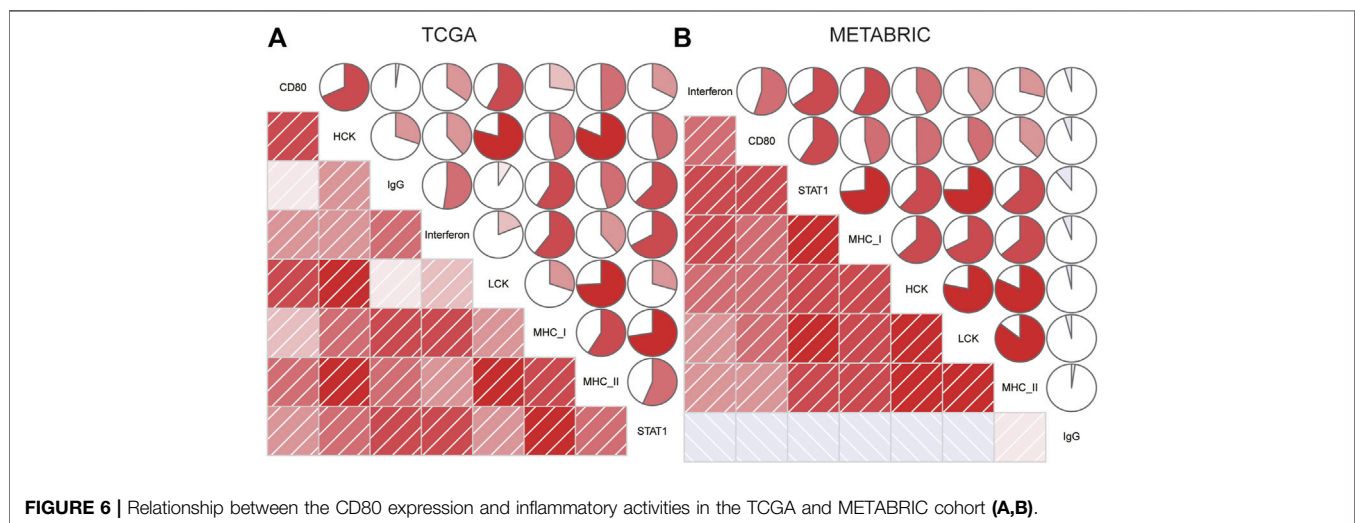 A TCGA
CD80
HCK
IgG
Interferon
LCK
MHC_I
MHC_II
STAT1
B METABRIC
Interferon
CD80
STAT1
MHC_I
HCK
LCK
MHC_II
IgG
FIGURE 6 | Relationship between the CD80 expression and inflammatory activities in the TCGA and METABRIC cohort (A,B).